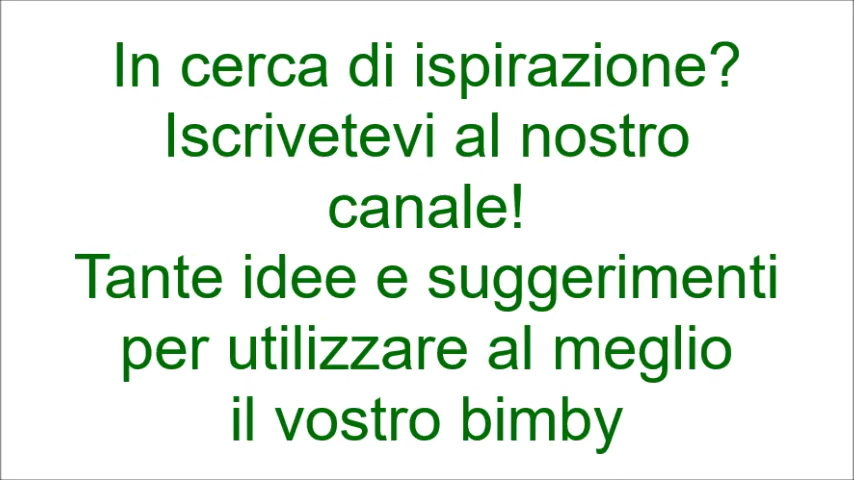 In cerca di ispirazione?
Iscrivetevi al nostro
canale!
Tante idee e suggerimenti
per utilizzare al meglio
il vostro bimby